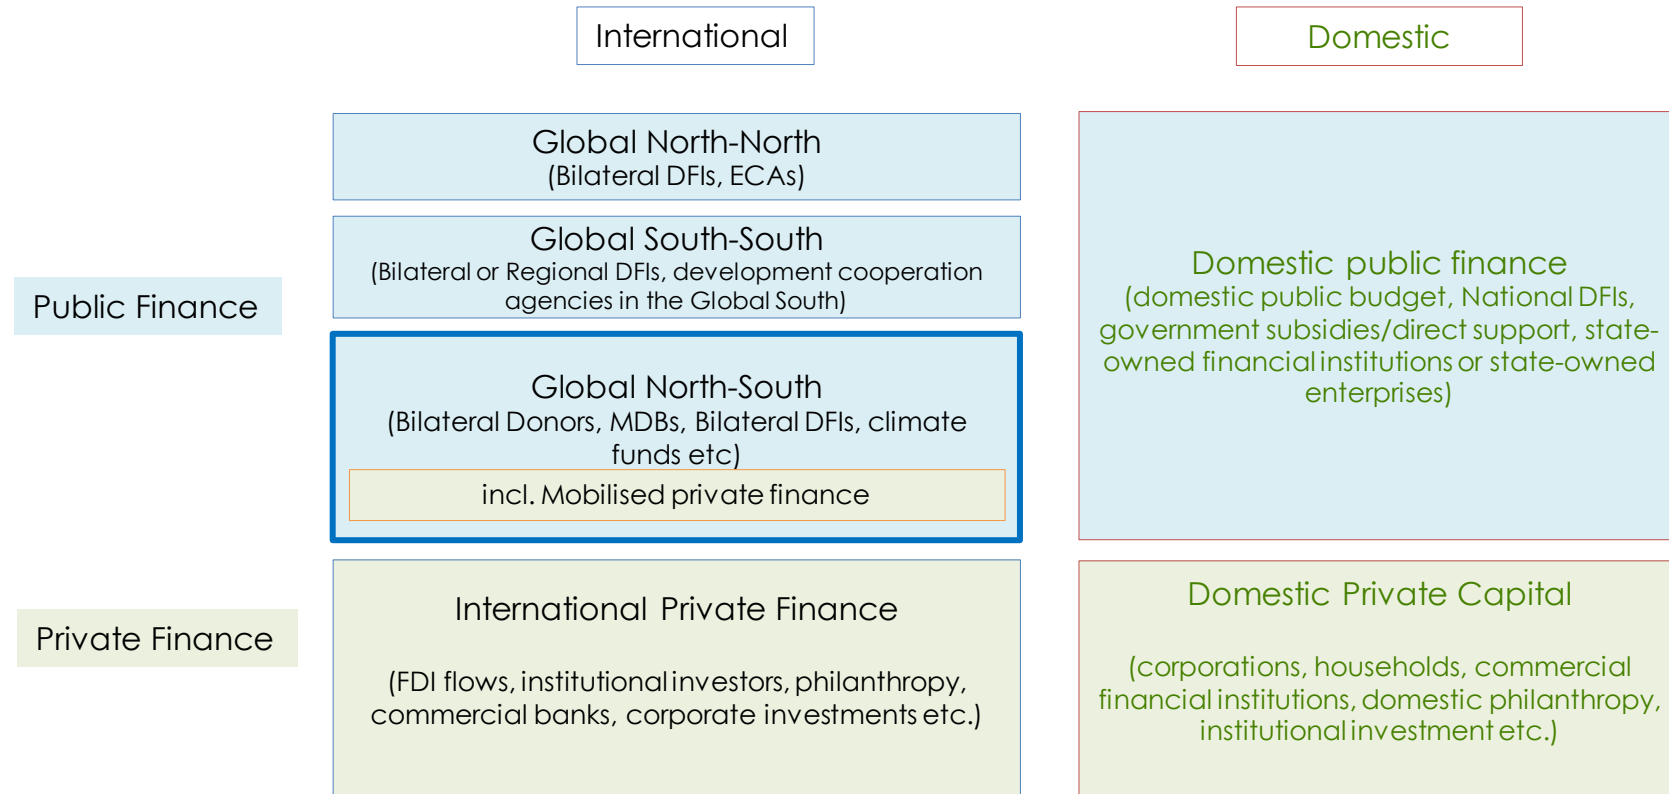 International
Domestic
Public Finance
Global North-North
(Bilateral DFIs, ECAs)
Global South-South
(Bilateral or Regional DFIs, development cooperation
agencies in the Global South)
Global North-South
(Bilateral Donors, MDBs, Bilateral DFIs, climate
funds etc)
incl. Mobilised private finance
Domestic public finance
(domestic public budget, National DFIs,
government subsidies/direct support, state-
owned financial institutions or state-owned
enterprises)
Private Finance
International Private Finance
(FDI flows, institutional investors, philanthropy,
commercial banks, corporate investments etc.)
Domestic Private Capital
(corporations, households, commercial
financial institutions, domestic philanthropy,
institutional investment etc.)